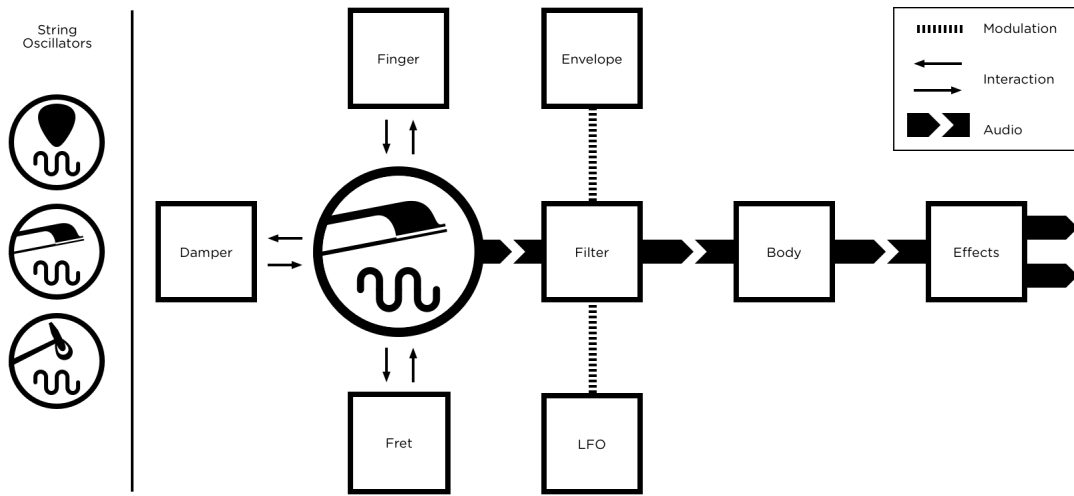 String
Oscillators
Finger
Envelope
Modulation
Interaction
Audio
Damper
Filter
Body
Effects
Fret
LFO